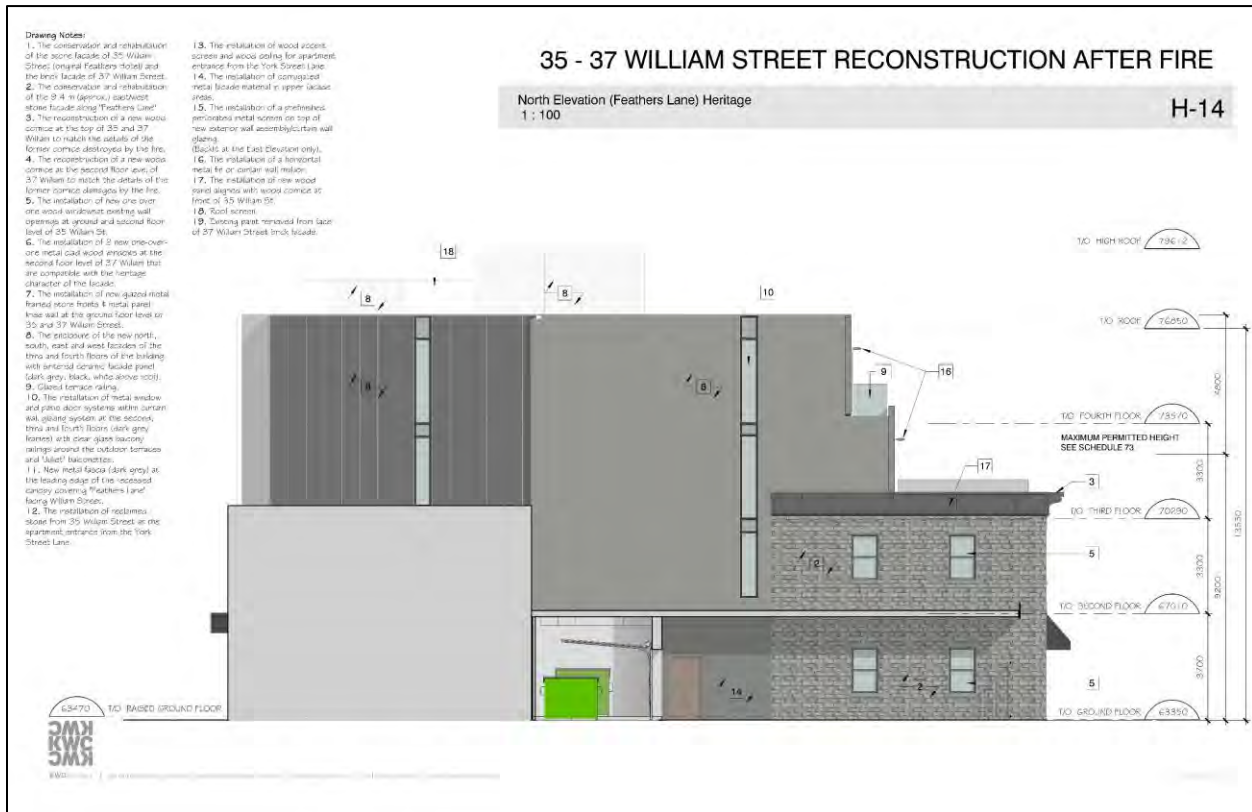 Drawing Notes:
1. The conservation and rehabilitation
of the stone facade of 35 William
Street (original Feathers Hotel) and
the brick facade of 37 William Street.
2. The conservation and rehabilitation
of the 9.4 m (approx.) east/west
stone facade along "Feathers Lane"
3. The reconstruction of a new wood
cornice at the top of 35 and 37
William to match the details of the
former cornice destroyed by the fire.
4. The reconstruction of a new wood
cornice at the second floor level of
37 William to match the details of the
former cornice damaged by the fire.
5. The installation of new one over
one wood windows at existing wall
openings at ground and second floor
level of 35 William St.
6. The installation of 2 new one-over-
one metal clad wood windows at the
second floor level of 37 William that
are compatible with the heritage
character of the facade.
7. The installation of new glazed metal
framed store fronts & metal panel
knee wall at the ground floor level of
35 and 37 William Street.
8. The enclosure of the new north,
south, east and west facades of the
third and fourth floors of the building
with sintered ceramic facade panel
(dark grey, black, white above roof).
9. Glazed terrace railing.
10. The installation of metal window
and patio door systems within curtain
wall glazing system at the second,
third and fourth floors (dark grey
frames) with clear glass balcony
railings around the outdoor terraces
and "Juliet" balconettes.
11. New metal fascia (dark grey) at
the leading edge of the recessed
canopy covering "Feathers Lane"
facing William Street.
12. The installation of reclaimed
stone from 35 William Street at the
apartment entrance from the York
Street Lane.
13. The installation of wood accent
screen and wood ceiling for apartment
entrance from the York Street Lane
14. The installation of corrugated
metal facade material in upper facade
areas.
15. The installation of a prefinished
perforated metal screen on top of
new exterior wall assembly/curtain wall
glazing.
(Backlit at the East Elevation only).
16. The installation of a horizontal
metal fin or curtain wall mullion.
17. The installation of new wood
panel aligned with wood cornice at
front of 35 William St.
18. Roof screen.
19. Existing paint removed from face
of 37 William Street brick facade.
35 - 37 WILLIAM STREET RECONSTRUCTION AFTER FIRE
North Elevation (Feathers Lane) Heritage
1 : 100
H-14
T/O HIGH ROOF 79612
18
8
8
10
T/O ROOF 76850
8
8
9
16
4800
T/O FOURTH FLOOR 73570
MAXIMUM PERMITTED HEIGHT
SEE SCHEDULE 73
3300
17
3
T/O THIRD FLOOR 70290
13550
2
5
3300
9200
T/O SECOND FLOOR 67010
3700
14
2
5
63470 T/O RAISED GROUND FLOOR
T/O GROUND FLOOR 63350
KWC
KWC
KWC